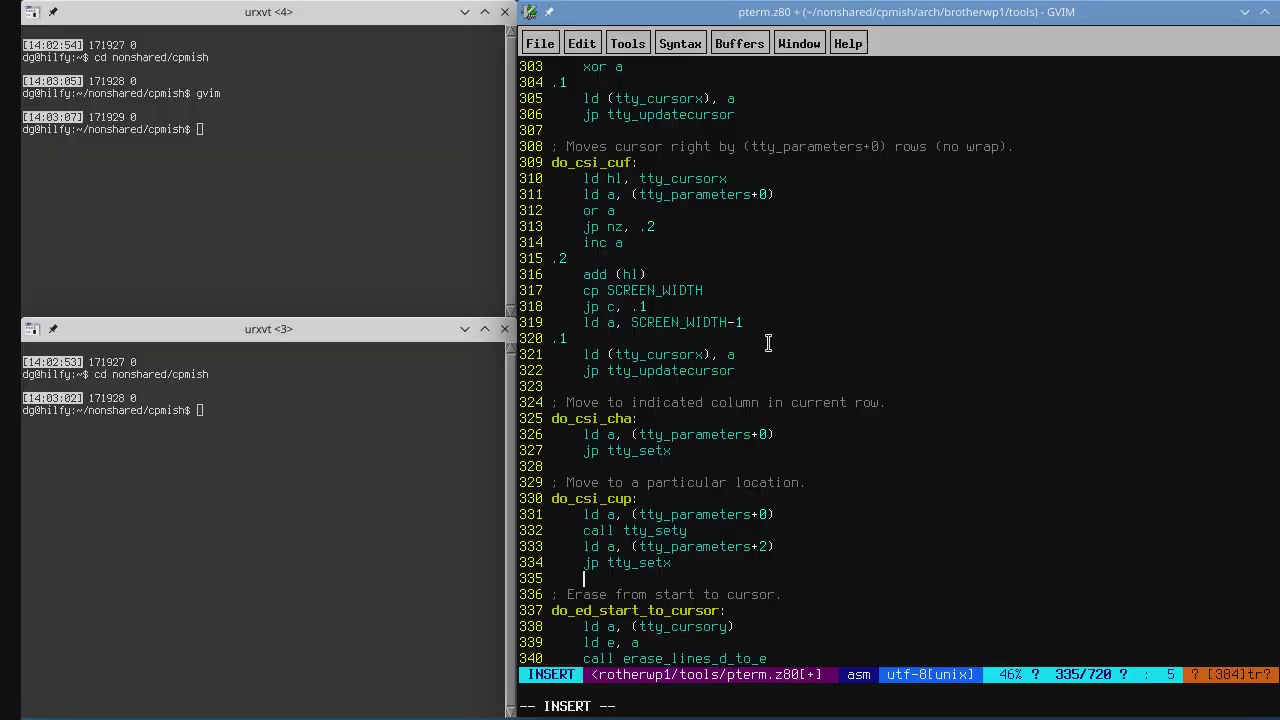 urxvt <4>
[14:02:54] 171927 0
dg@hilfy:~$ cd nonshared/cpmish
[14:03:05] 171928 0
dg@hilfy:~/nonshared/cpmish$ gvim
[14:03:07] 171929 0
dg@hilfy:~/nonshared/cpmish$
urxvt <3>
[14:02:53] 171927 0
dg@hilfy:~$ cd nonshared/cpmish
[14:03:02] 171928 0
dg@hilfy:~/nonshared/cpmish$
pterm.z80 + (~/nonshared/cpmish/arch/brotherwp1/tools) - GVIM
File Edit Tools Syntax Buffers Window Help
303 xor a
304 .1
305 ld (tty_cursorx), a
306 jp tty_updatecursor
307
308 ; Moves cursor right by (tty_parameters+0) rows (no wrap).
309 do_csi_cuf:
310 ld hl, tty_cursorx
311 ld a, (tty_parameters+0)
312 or a
313 jp nz, .2
314 inc a
315 .2
316 add (hl)
317 cp SCREEN_WIDTH
318 jp c, .1
319 ld a, SCREEN_WIDTH-1
320 .1
321 ld (tty_cursorx), a
322 jp tty_updatecursor
323
324 ; Move to indicated column in current row.
325 do_csi_cha:
326 ld a, (tty_parameters+0)
327 jp tty_setx
328
329 ; Move to a particular location.
330 do_csi_cup:
331 ld a, (tty_parameters+0)
332 call tty_sety
333 ld a, (tty_parameters+2)
334 jp tty_setx
335
336 ; Erase from start to cursor.
337 do_ed_start_to_cursor:
338 ld a, (tty_cursory)
339 ld e, a
340 call erase_lines_d_to_e
INSERT <rotherwp1/tools/pterm.z80[+] asm utf-8[unix] 46% ? 335/720 ? : 5 ? [384]tr?
-- INSERT --